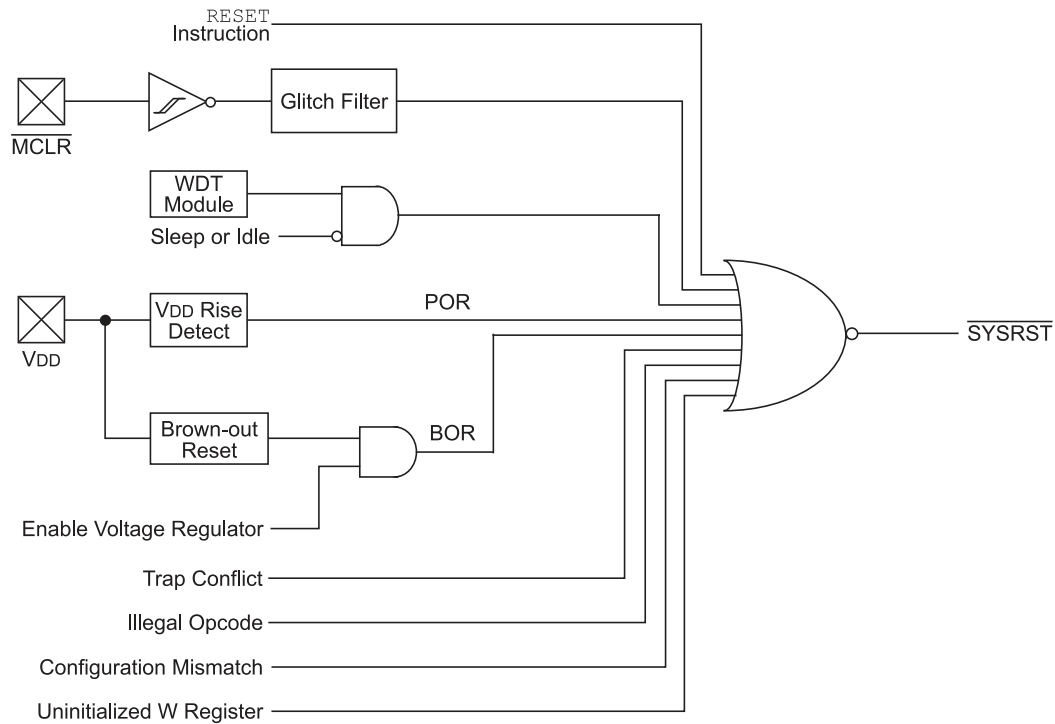 RESET
Instruction
MCLR
Glitch Filter
WDT
Module
Sleep or Idle
VDD
VDD Rise
Detect
POR
SYSRST
Brown-out
Reset
BOR
Enable Voltage Regulator
Trap Conflict
Illegal Opcode
Configuration Mismatch
Uninitialized W Register